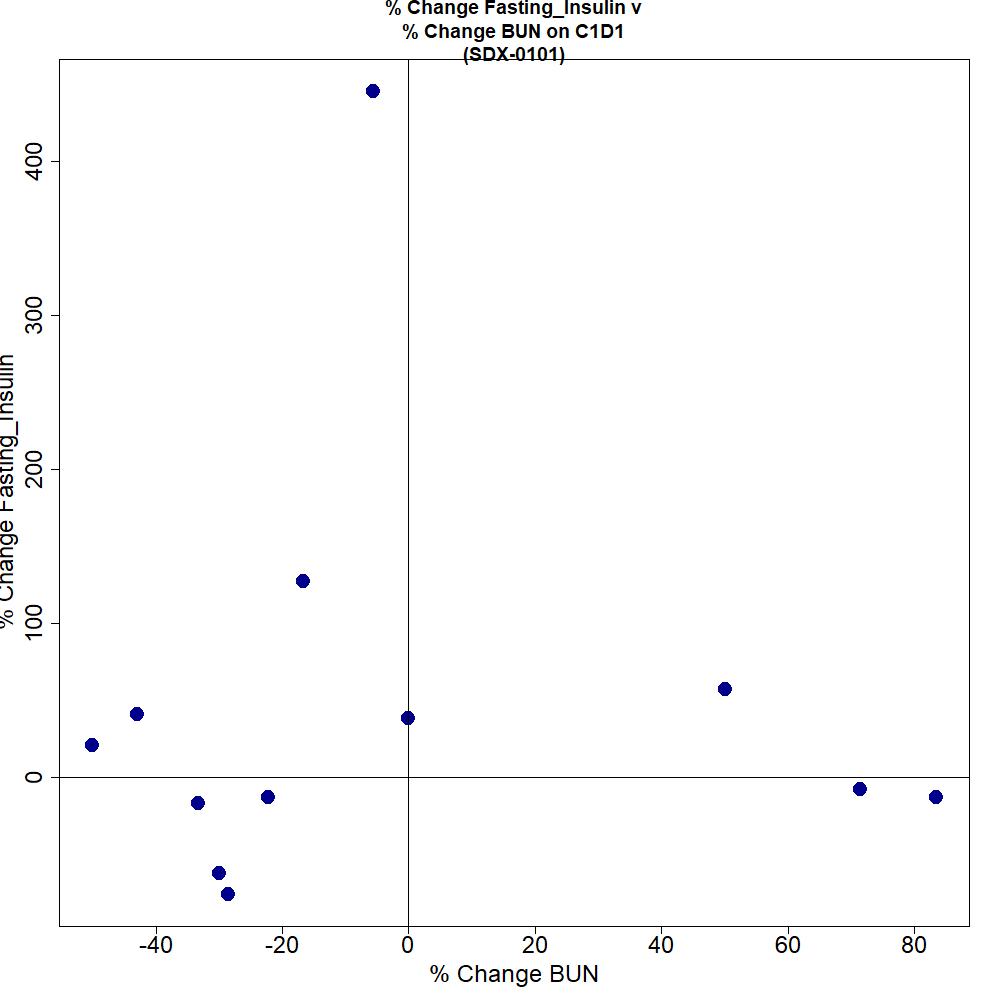 % Change Fasting_Insulin v
% Change BUN on C1D1
(SDX-0101)
% Change Fasting_Insulin
400
300
200
100
0
-40 -20 0 20 40 60 80
% Change BUN